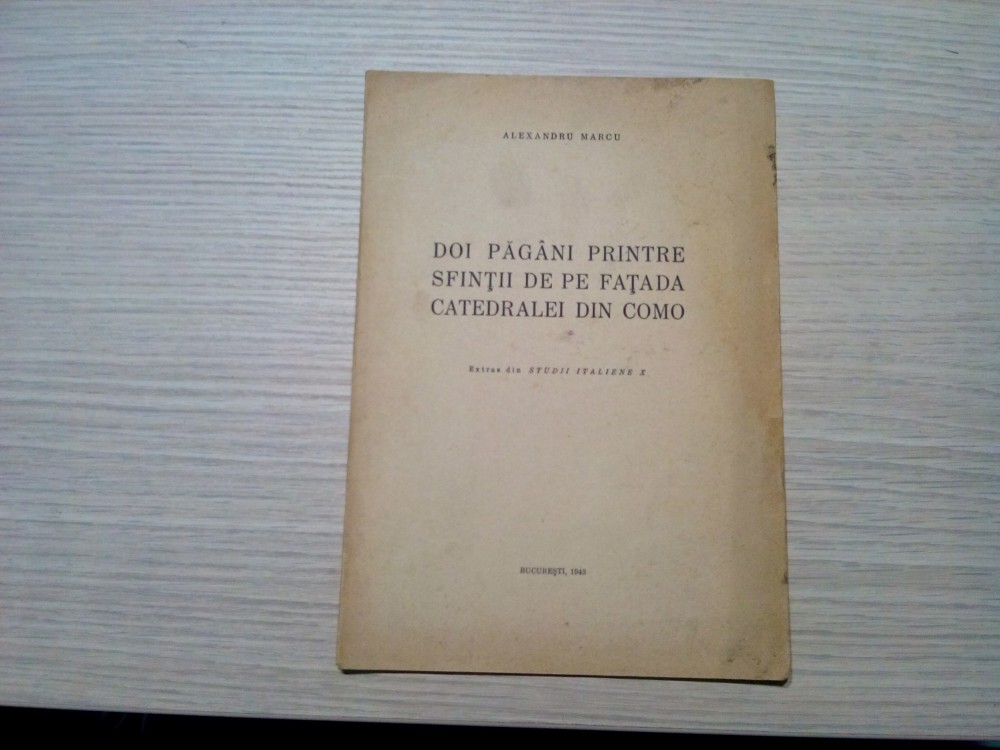 ALEXANDRU MARCU
DOI PĂGÂNI PRINTRE
SFINŢII DE PE FAŢADA
CATEDRALEI DIN COMO
Extras din STUDII ITALIENE X
BUCUREŞTI, 1943